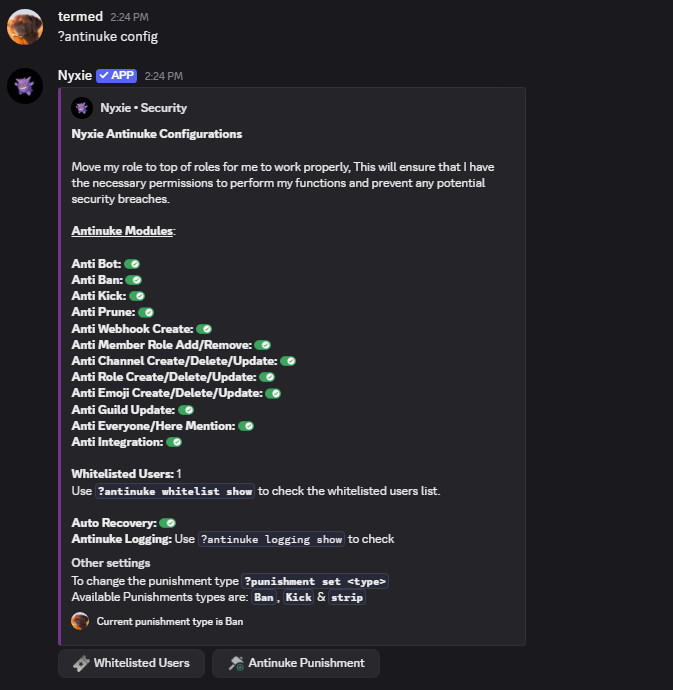 termed 2:24 PM
?antinuke config
Nyxie APP 2:24 PM
Nyxie • Security
Nyxie Antinuke Configurations
Move my role to top of roles for me to work properly, This will ensure that I have
the necessary permissions to perform my functions and prevent any potential
security breaches.
Antinuke Modules:
Anti Bot:
Anti Ban:
Anti Kick:
Anti Prune:
Anti Webhook Create:
Anti Member Role Add/Remove:
Anti Channel Create/Delete/Update:
Anti Role Create/Delete/Update:
Anti Emoji Create/Delete/Update:
Anti Guild Update:
Anti Everyone/Here Mention:
Anti Integration:
Whitelisted Users: 1
Use ?antinuke whitelist show to check the whitelisted users list.
Auto Recovery:
Antinuke Logging: Use ?antinuke logging show to check
Other settings
To change the punishment type ?punishment set <type>
Available Punishments types are: Ban, Kick & strip
Current punishment type is Ban
Whitelisted Users Antinuke Punishment